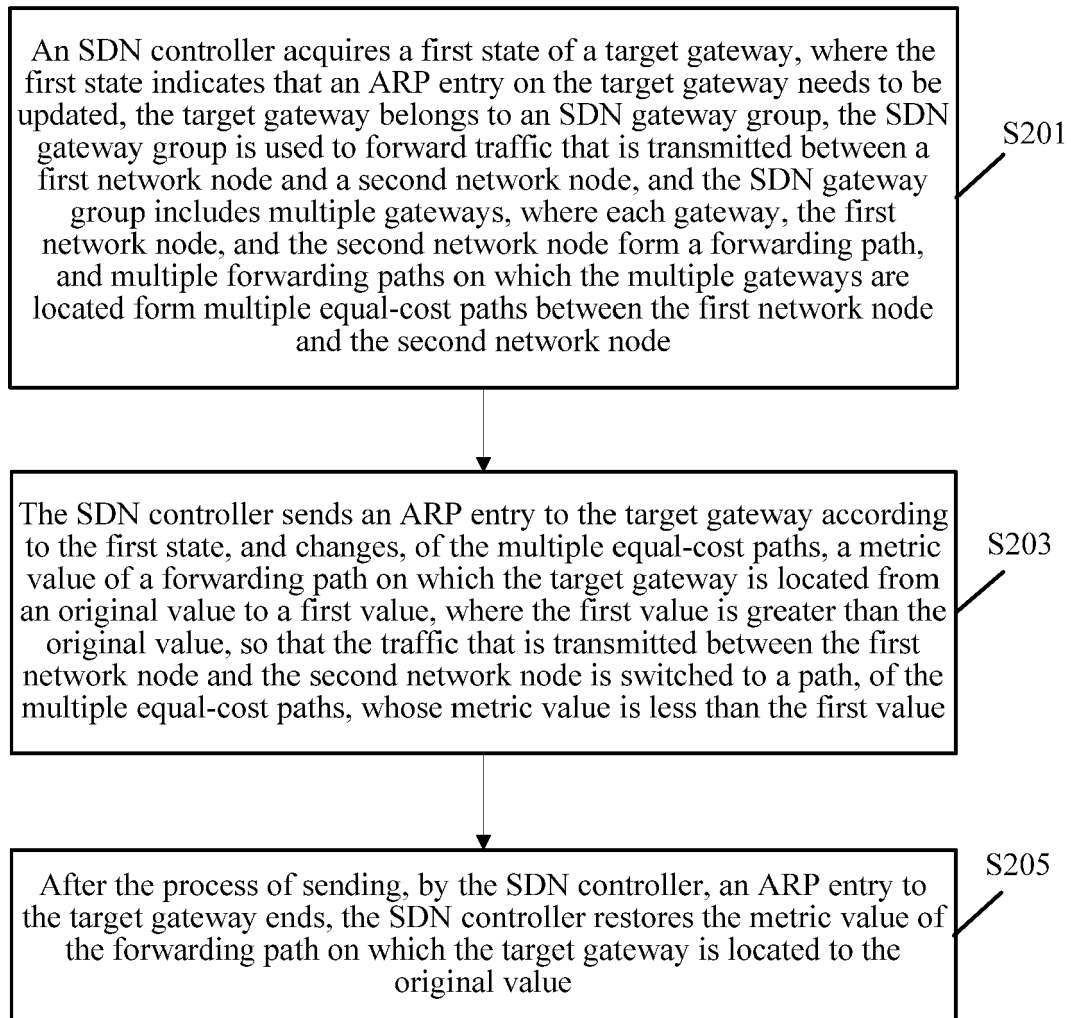 An SDN controller acquires a first state of a target gateway, where the
first state indicates that an ARP entry on the target gateway needs to be
updated, the target gateway belongs to an SDN gateway group, the SDN
gateway group is used to forward traffic that is transmitted between a
first network node and a second network node, and the SDN gateway
group includes multiple gateways, where each gateway, the first
network node, and the second network node form a forwarding path,
and multiple forwarding paths on which the multiple gateways are
located form multiple equal-cost paths between the first network node
and the second network node
S201
The SDN controller sends an ARP entry to the target gateway according
to the first state, and changes, of the multiple equal-cost paths, a metric
value of a forwarding path on which the target gateway is located from
an original value to a first value, where the first value is greater than the
original value, so that the traffic that is transmitted between the first
network node and the second network node is switched to a path, of the
multiple equal-cost paths, whose metric value is less than the first value
S203
After the process of sending, by the SDN controller, an ARP entry to
the target gateway ends, the SDN controller restores the metric value of
the forwarding path on which the target gateway is located to the
original value
S205